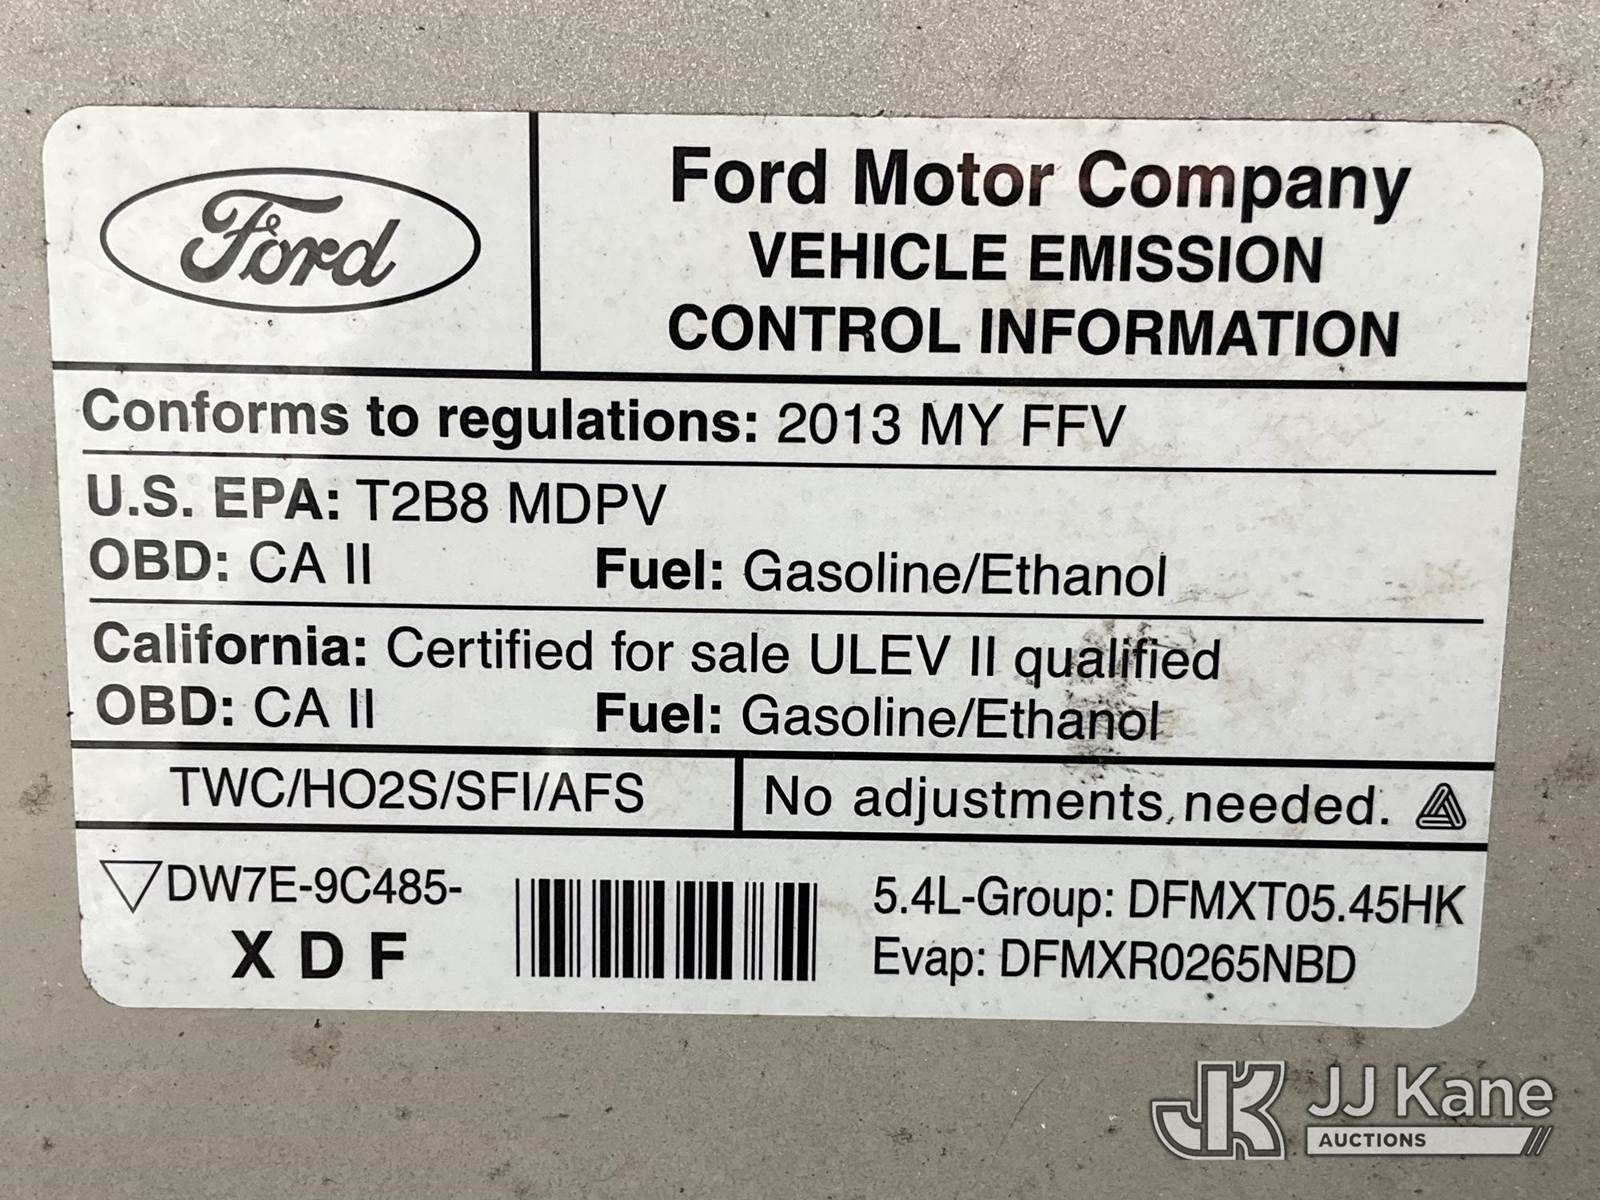 Ford
Ford Motor Company
VEHICLE EMISSION
CONTROL INFORMATION
Conforms to regulations: 2013 MY FFV
U.S. EPA: T2B8 MDPV
OBD: CA II Fuel: Gasoline/Ethanol
California: Certified for sale ULEV II qualified
OBD: CA II Fuel: Gasoline/Ethanol
TWC/HO2S/SFI/AFS
No adjustments needed.
DW7E-9C485-
X D F
5.4L-Group: DFMXT05.45HK
Evap: DFMXR0265NBD
JK JJ Kane
AUCTIONS